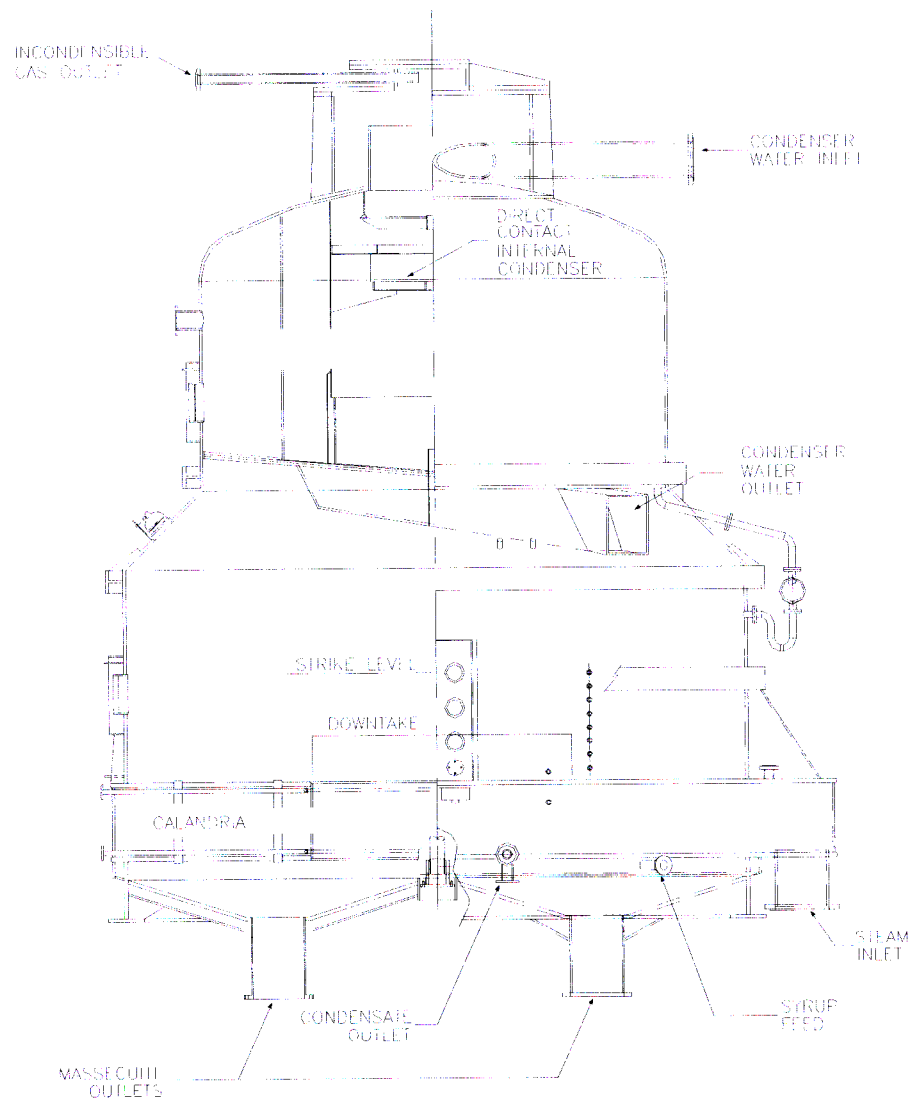 INCONDENSIBLE
GAS OUTLET
CONDENSER
WATER INLET
DIRECT
CONTACT
INTERNAL
CONDENSER
CONDENSER
WATER
OUTLET
STRIKE LEVEL
DOWNTAKE
CALANDRIA
STEAM
INLET
CONDENSATE
OUTLET
SYRUP
FEED
MASSECUITE
OUTLETS